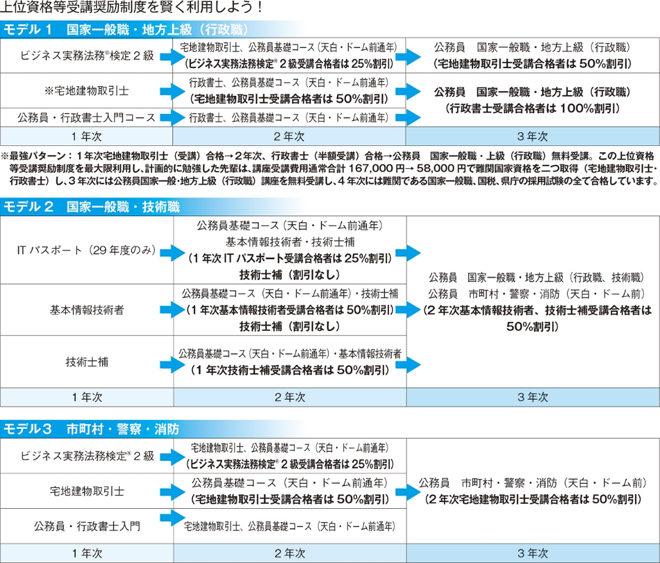 上位資格等受講奨励制度を賢く利用しよう！
モデル1　国家一般職・地方上級（行政職）
ビジネス実務法務®検定2級
宅地建物取引士、公務員基礎コース（天白・ドーム前通年）
（ビジネス実務法務検定®2級受講合格者は25%割引）
公務員　国家一般職・地方上級（行政職）
（宅地建物取引士受講合格者は50%割引）
※宅地建物取引士
行政書士、公務員基礎コース（天白・ドーム前通年）
（宅地建物取引士受講合格者は50%割引）
公務員　国家一般職・地方上級（行政職）
（行政書士受講合格者は100%割引）
公務員・行政書士入門コース
行政書士、公務員基礎コース（天白・ドーム前通年）
1年次
2年次
3年次
※最強パターン：1年次宅地建物取引士（受講）合格→2年次、行政書士（半額受講）合格→公務員　国家一般職・上級（行政職）無料受講。この上位資格
等受講奨励制度を最大限利用し、計画的に勉強した先輩は、講座受講費用通常合計167,000円→58,000円で難関国家資格を二つ取得（宅地建物取引士・
行政書士）し、3年次には公務員国家一般・地方上級（行政職）講座を無料受講し、4年次には難関である国家一般職、国税、県庁の採用試験の全て合格しています。
モデル2　国家一般職・技術職
ITパスポート（29年度のみ）
公務員基礎コース（天白・ドーム前通年）
基本情報技術者・技術士補
（1年次ITパスポート受講合格者は25%割引）
技術士補（割引なし）
基本情報技術者
公務員基礎コース（天白・ドーム前通年）・技術士補
（1年次基本情報技術者受講合格者は50%割引）
技術士補（割引なし）
技術士補
公務員基礎コース（天白・ドーム前通年）・基本情報技術者
（1年次技術士補受講合格者は50%割引）
公務員　国家一般職・地方上級（行政職、技術職）
公務員　市町村・警察・消防（天白・ドーム前）
（2年次基本情報技術者、技術士補受講合格者は
50%割引）
1年次
2年次
3年次
モデル3　市町村・警察・消防
ビジネス実務法務検定®2級
宅地建物取引士、公務員基礎コース（天白・ドーム前通年）
（ビジネス実務法務検定®2級受講合格者は25%割引）
宅地建物取引士
公務員基礎コース（天白・ドーム前通年）
（宅地建物取引士受講合格者は50%割引）
公務員　市町村・警察・消防（天白・ドーム前）
（2年次宅地建物取引士受講合格者は50%割引）
公務員・行政書士入門
宅地建物取引士、公務員基礎コース（天白・ドーム前通年）
1年次
2年次
3年次